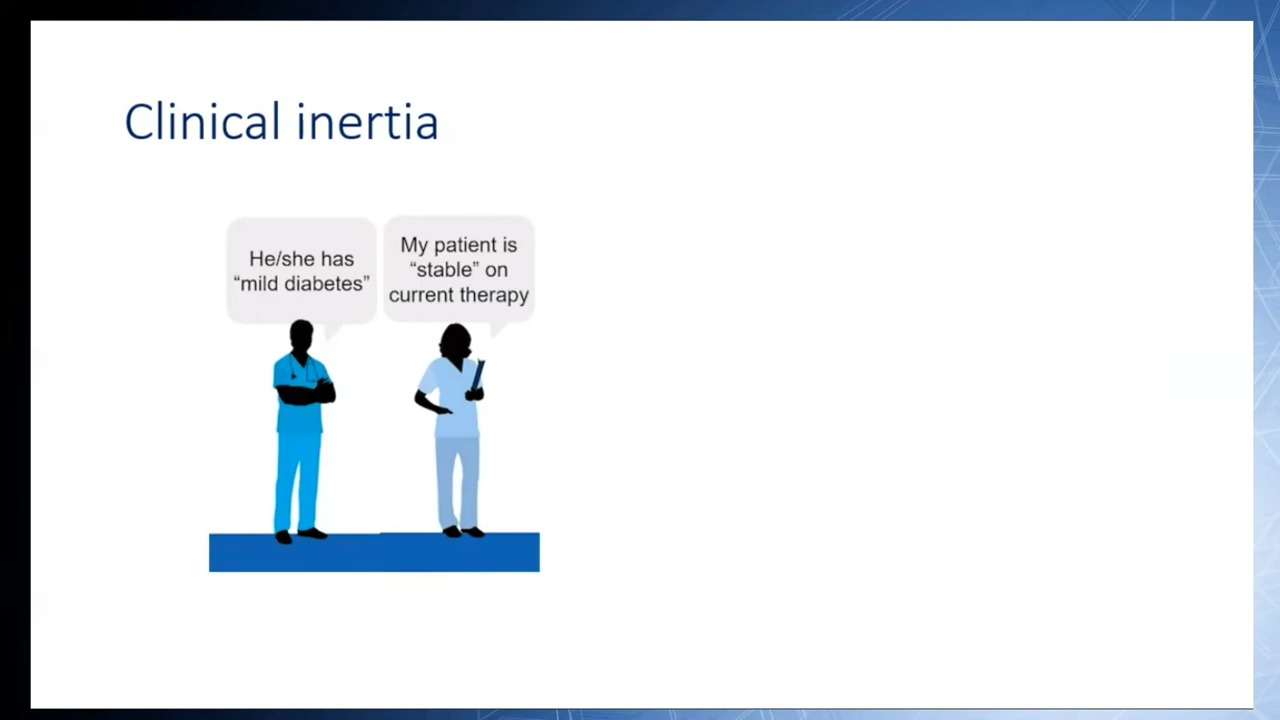 Clinical inertia
He/she has
“mild diabetes”
My patient is
“stable” on
current therapy